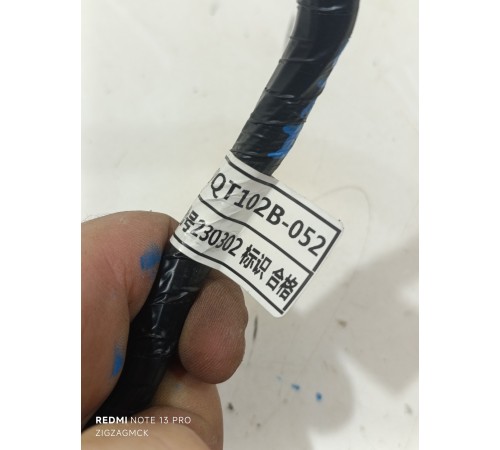 QT102B-052
号230302 标识 合格
REDMI NOTE 13 PRO
ZIGZAGMCK